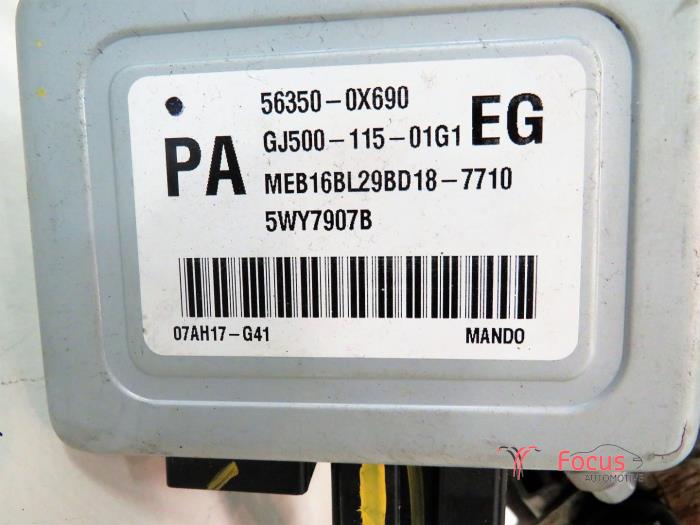 56350-0X690
PA GJ500-115-01G1 EG
MEB16BL29BD18-7710
5WY7907B
07AH17-G41 MANDO
Focus
AUTOMOTIVE